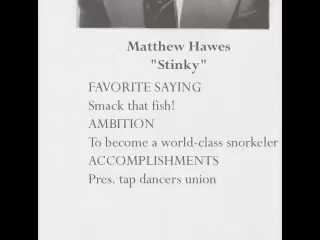 Matthew Hawes
"Stinky"
FAVORITE SAYING
Smack that fish!
AMBITION
To become a world-class snorkeler
ACCOMPLISHMENTS
Pres. tap dancers union